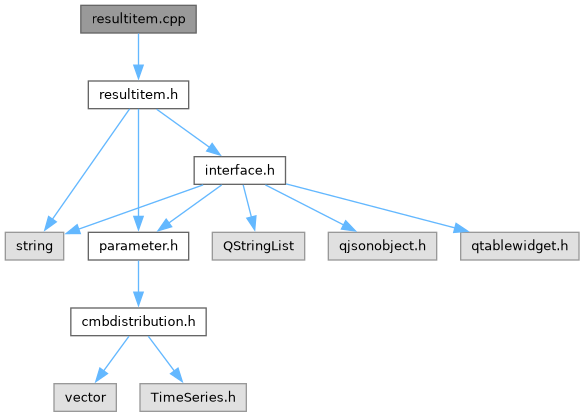 resultitem.cpp
resultitem.h
interface.h
string
parameter.h
QStringList
qjsonobject.h
qtablewidget.h
cmbdistribution.h
vector
TimeSeries.h